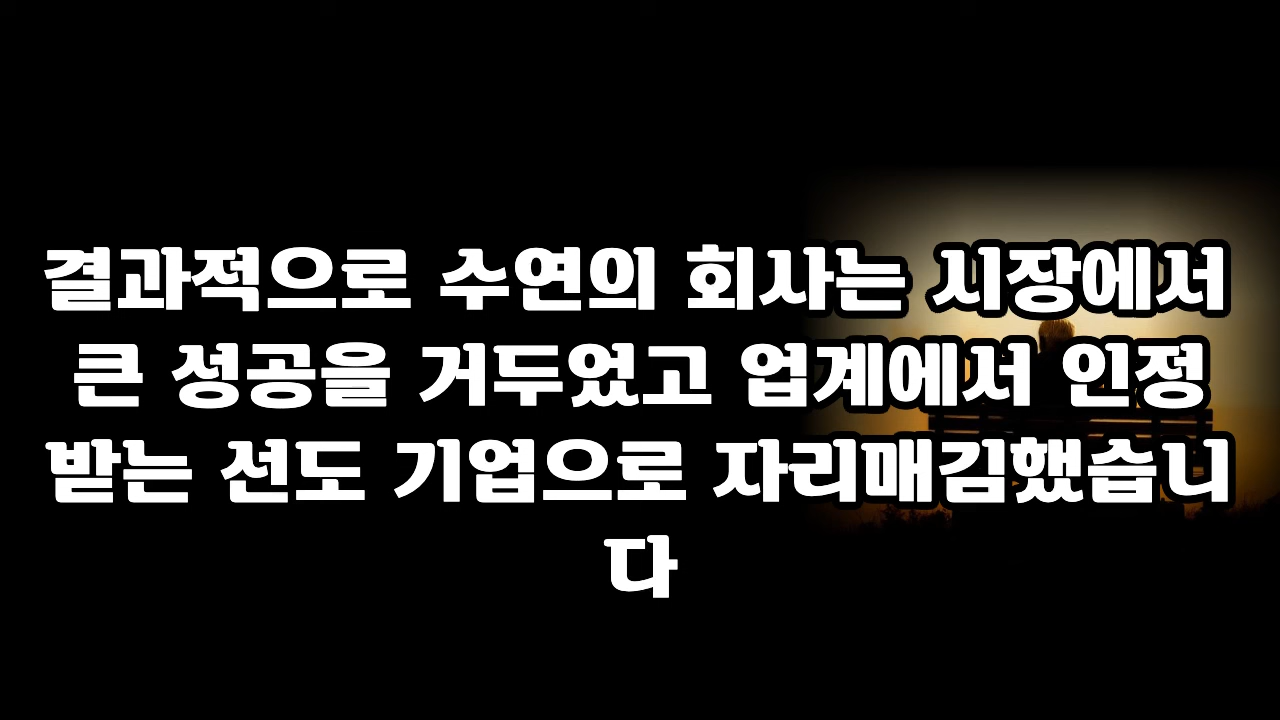 결과적으로 수연의 회사는 시장에서
큰 성공을 거두었고 업계에서 인정
받는 선도 기업으로 자리매김했습니
다